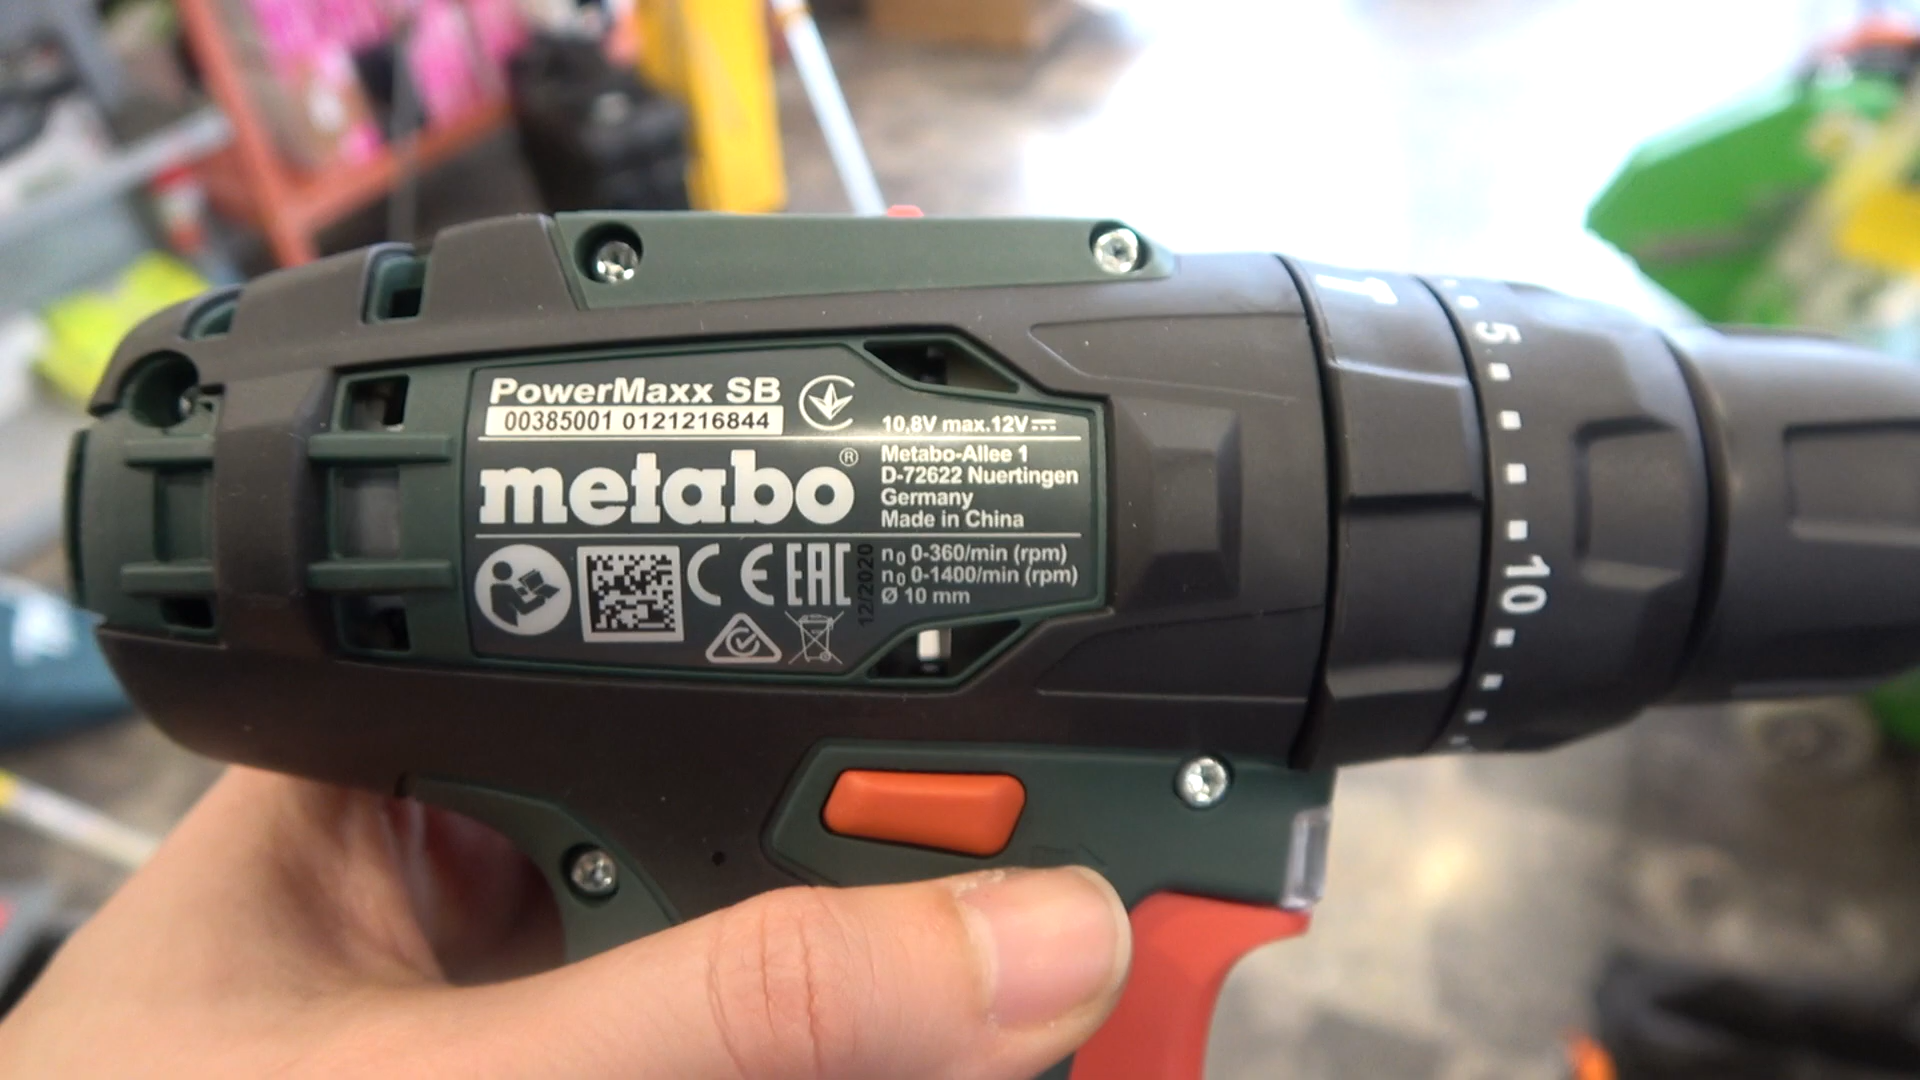 PowerMaxx SB
00385001 0121216844
10,8V max.12V
metabo®
Metabo-Allee 1
D-72622 Nuertingen
Germany
Made in China
CE EAC
12/2020
n0 0-360/min (rpm)
n0 0-1400/min (rpm)
Ø 10 mm
5
10